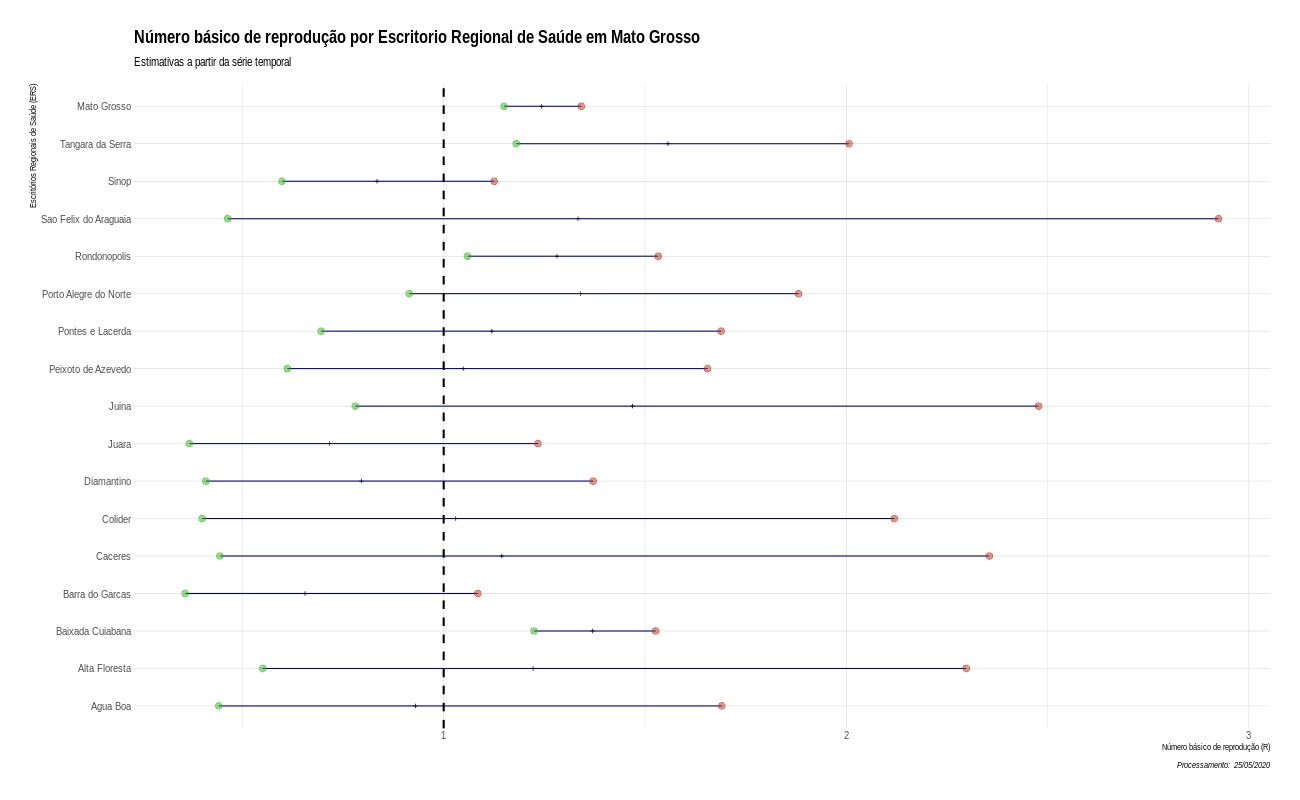 Número básico de reprodução por Escritorio Regional de Saúde em Mato Grosso
Estimativas a partir da série temporal
Escritórios Regionais de Saúde (ERS)
Mato Grosso
Tangara da Serra
Sinop
Sao Felix do Araguaia
Rondonopolis
Porto Alegre do Norte
Pontes e Lacerda
Peixoto de Azevedo
Juina
Juara
Diamantino
Colider
Caceres
Barra do Garcas
Baixada Cuiabana
Alta Floresta
Agua Boa
1 2 3
Número básico de reprodução (R)
Processamento: 25/05/2020